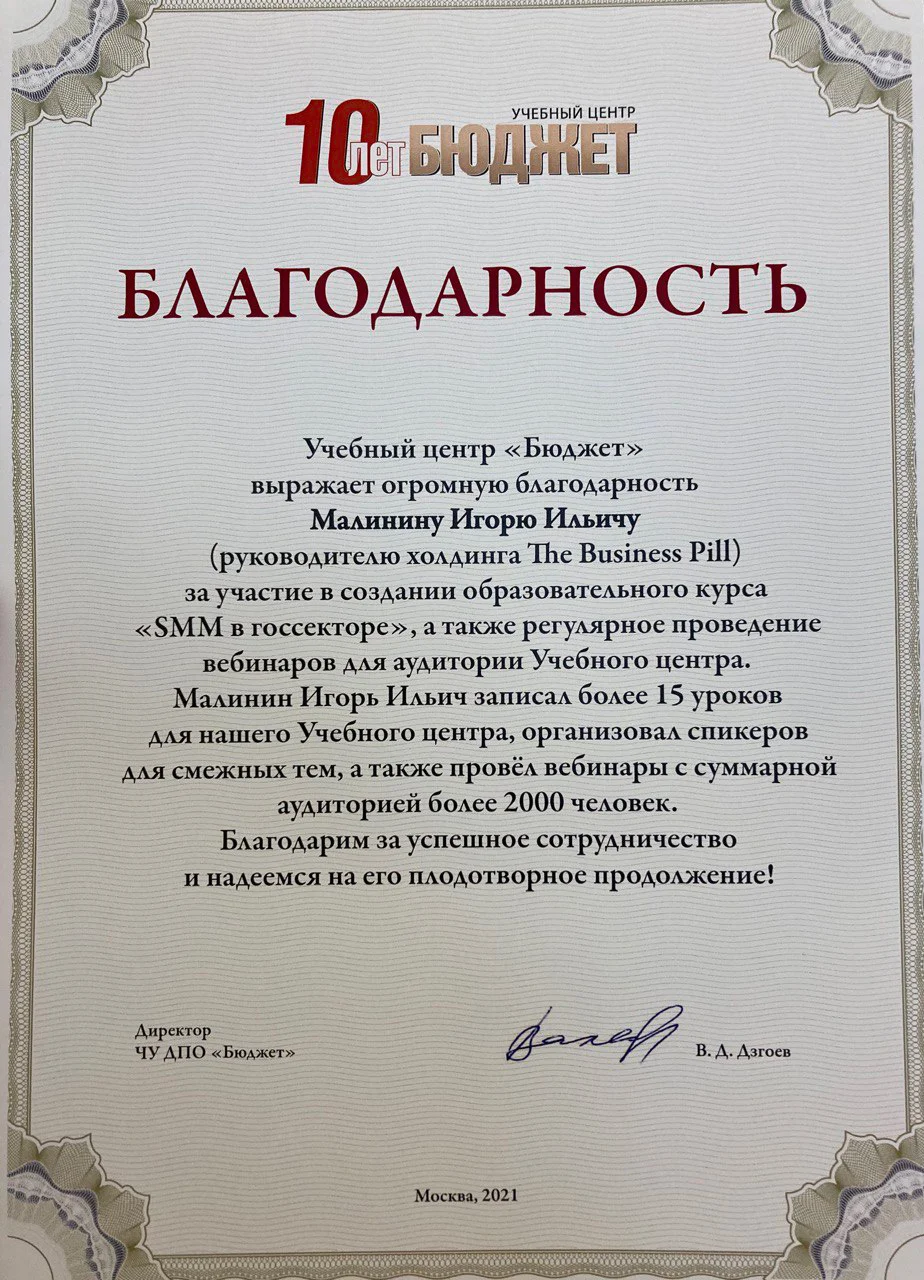 УЧЕБНЫЙ ЦЕНТР
10 лет БЮДЖЕТ
БЛАГОДАРНОСТЬ
Учебный центр «Бюджет»
выражает огромную благодарность
Малинину Игорю Ильичу
(руководителю холдинга The Business Pill)
за участие в создании образовательного курса
«SMM в госсекторе», а также регулярное проведение
вебинаров для аудитории Учебного центра.
Малинин Игорь Ильич записал более 15 уроков
для нашего Учебного центра, организовал спикеров
для смежных тем, а также провёл вебинары с суммарной
аудиторией более 2000 человек.
Благодарим за успешное сотрудничество
и надеемся на его плодотворное продолжение!
Директор
ЧУ ДПО «Бюджет»
В. Д. Дзгоев
Москва, 2021